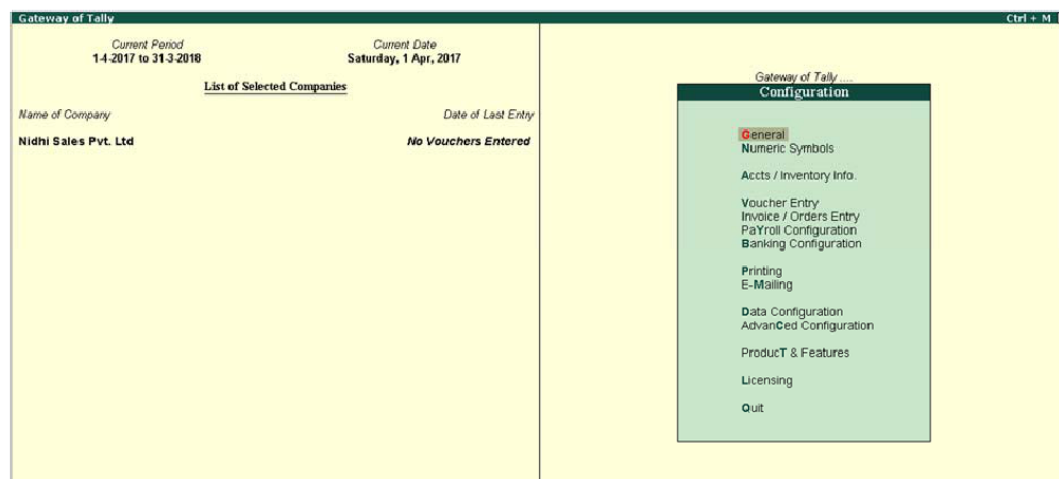 Gateway of Tally Ctrl + M
Current Period Current Date
1-4-2017 to 31-3-2018 Saturday, 1 Apr, 2017
List of Selected Companies
Name of Company Date of Last Entry
Nidhi Sales Pvt. Ltd No Vouchers Entered
Gateway of Tally ....
Configuration
General
Numeric Symbols
Accts / Inventory Info.
Voucher Entry
Invoice / Orders Entry
PaYroll Configuration
Banking Configuration
Printing
E-Mailing
Data Configuration
AdvanCed Configuration
ProducT & Features
Licensing
Quit